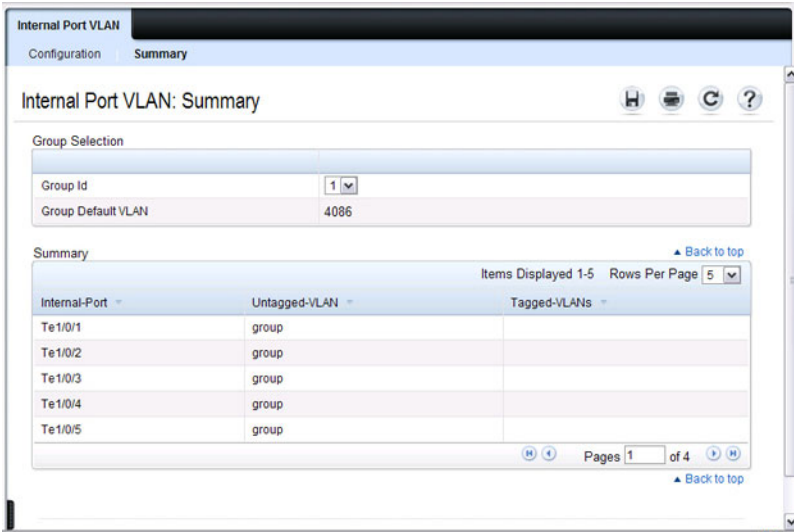 Internal Port VLAN
Configuration Summary
Internal Port VLAN: Summary
?
Group Selection
Group Id 1
Group Default VLAN 4086
Summary Back to top
Items Displayed 1-5 Rows Per Page 5
Internal-Port Untagged-VLAN Tagged-VLANs
Te1/0/1 group
Te1/0/2 group
Te1/0/3 group
Te1/0/4 group
Te1/0/5 group
Pages 1 of 4
Back to top